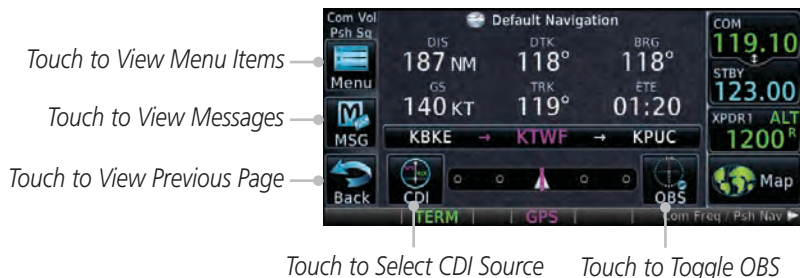 Com Vol
Psh Sq
Default Navigation
DIS
187 NM
DTK
118°
BRG
118°
COM
119.10
STBY
123.00
Touch to View Menu Items
Menu
GS
140 KT
TRK
119°
ETE
01:20
Touch to View Messages
MSG
KBKE → KTWF → KPUC
XPDR1 ALT
1200 R
Touch to View Previous Page
Back
CDI
OBS
Map
TERM
GPS
Com Freq / Psh Nav
Touch to Select CDI Source
Touch to Toggle OBS